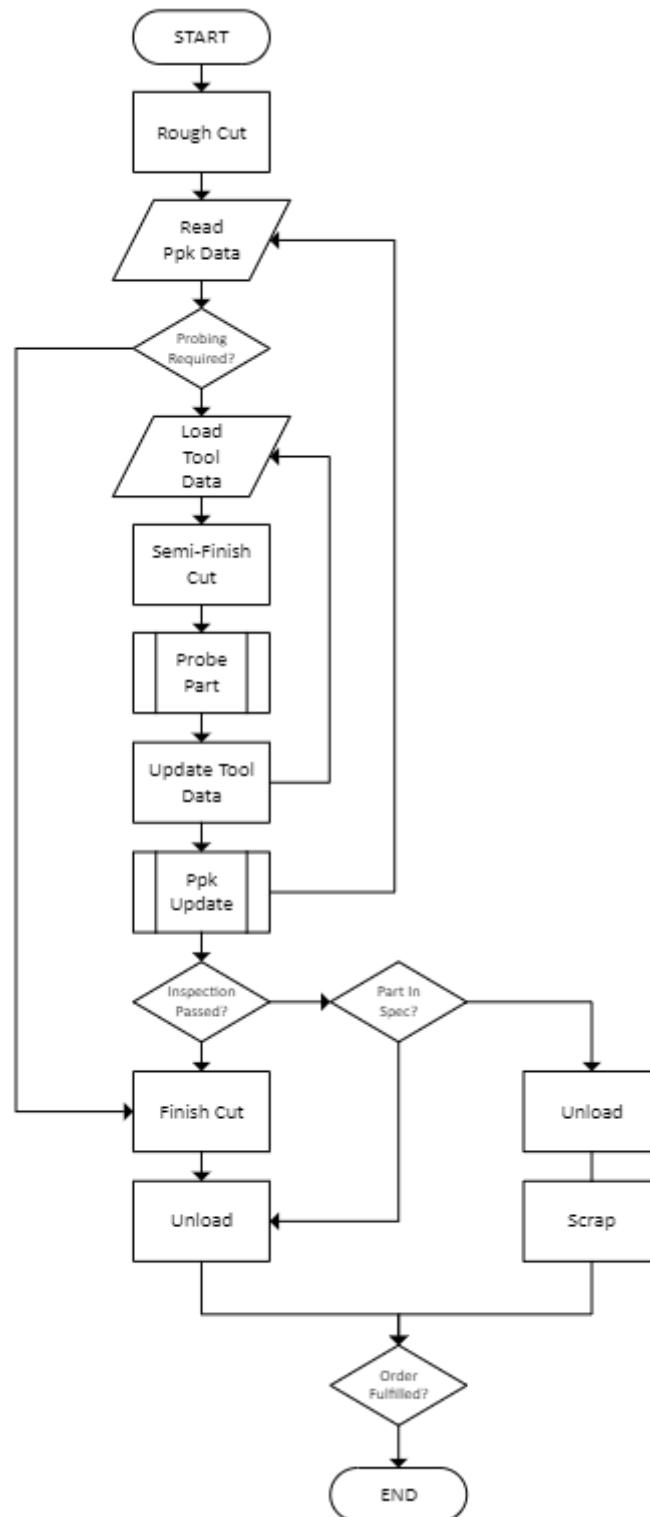 START
Rough Cut
Read
Ppk Data
Probing
Required?
Load
Tool
Data
Semi-Finish
Cut
Probe
Part
Update Tool
Data
Ppk
Update
Inspection
Passed?
Part In
Spec?
Finish Cut
Unload
Unload
Scrap
Order
Fulfilled?
END